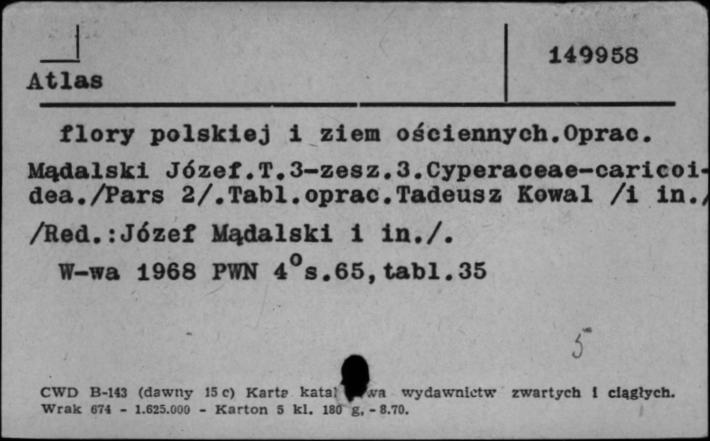 149958
Atlas
flory polskiej i ziem ościennych.Oprac.
Mądalski Józef.T.3-zesz.3.Cyperaceae-caricoi-
dea./Pars 2/.Tabl.oprac.Tadeusz Kowal /i in./
/Red.:Józef Mądalski i in./.
W-wa 1968 PWN 4°s.65,tabl.35
5
CWD B-143 (dawny 15 c) Karta wydawnictw zwartych i ciągłych.
Wrak 674 - 1.625.000 - Karton 5 kl. 180 g. - 8.70.